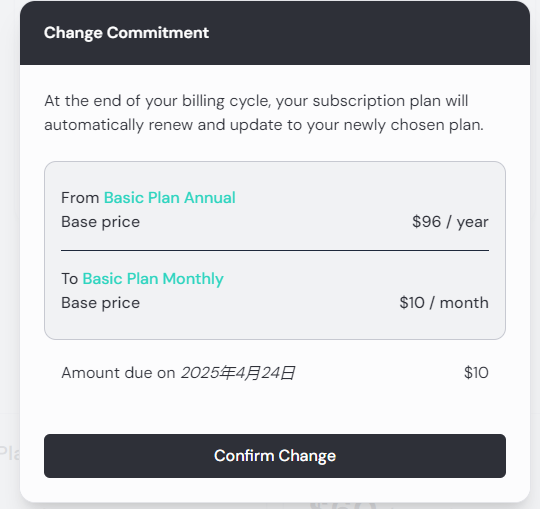 Change Commitment
At the end of your billing cycle, your subscription plan will
automatically renew and update to your newly chosen plan.
From Basic Plan Annual
Base price $96 / year
To Basic Plan Monthly
Base price $10 / month
Amount due on 2025年4月24日 $10
Confirm Change